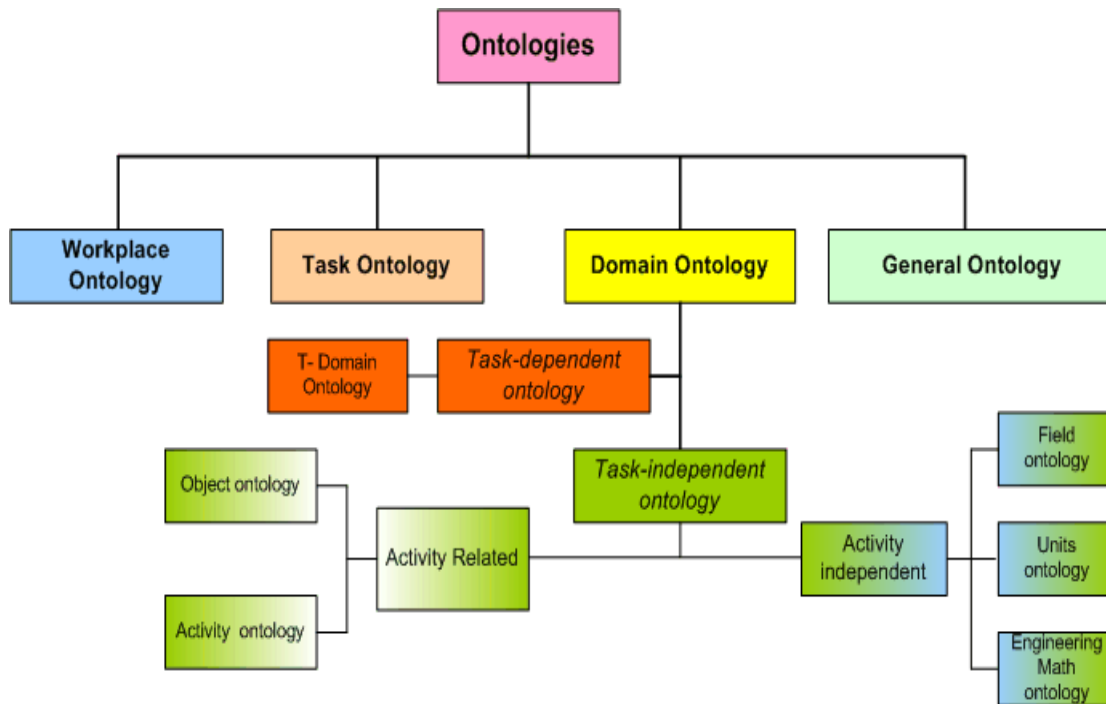 Ontologies
Workplace
Ontology
Task Ontology
Domain Ontology
General Ontology
T- Domain
Ontology
Task-dependent
ontology
Field
ontology
Task-independent
ontology
Object ontology
Activity Related
Activity
independent
Units
ontology
Activity ontology
Engineering
Math
ontology